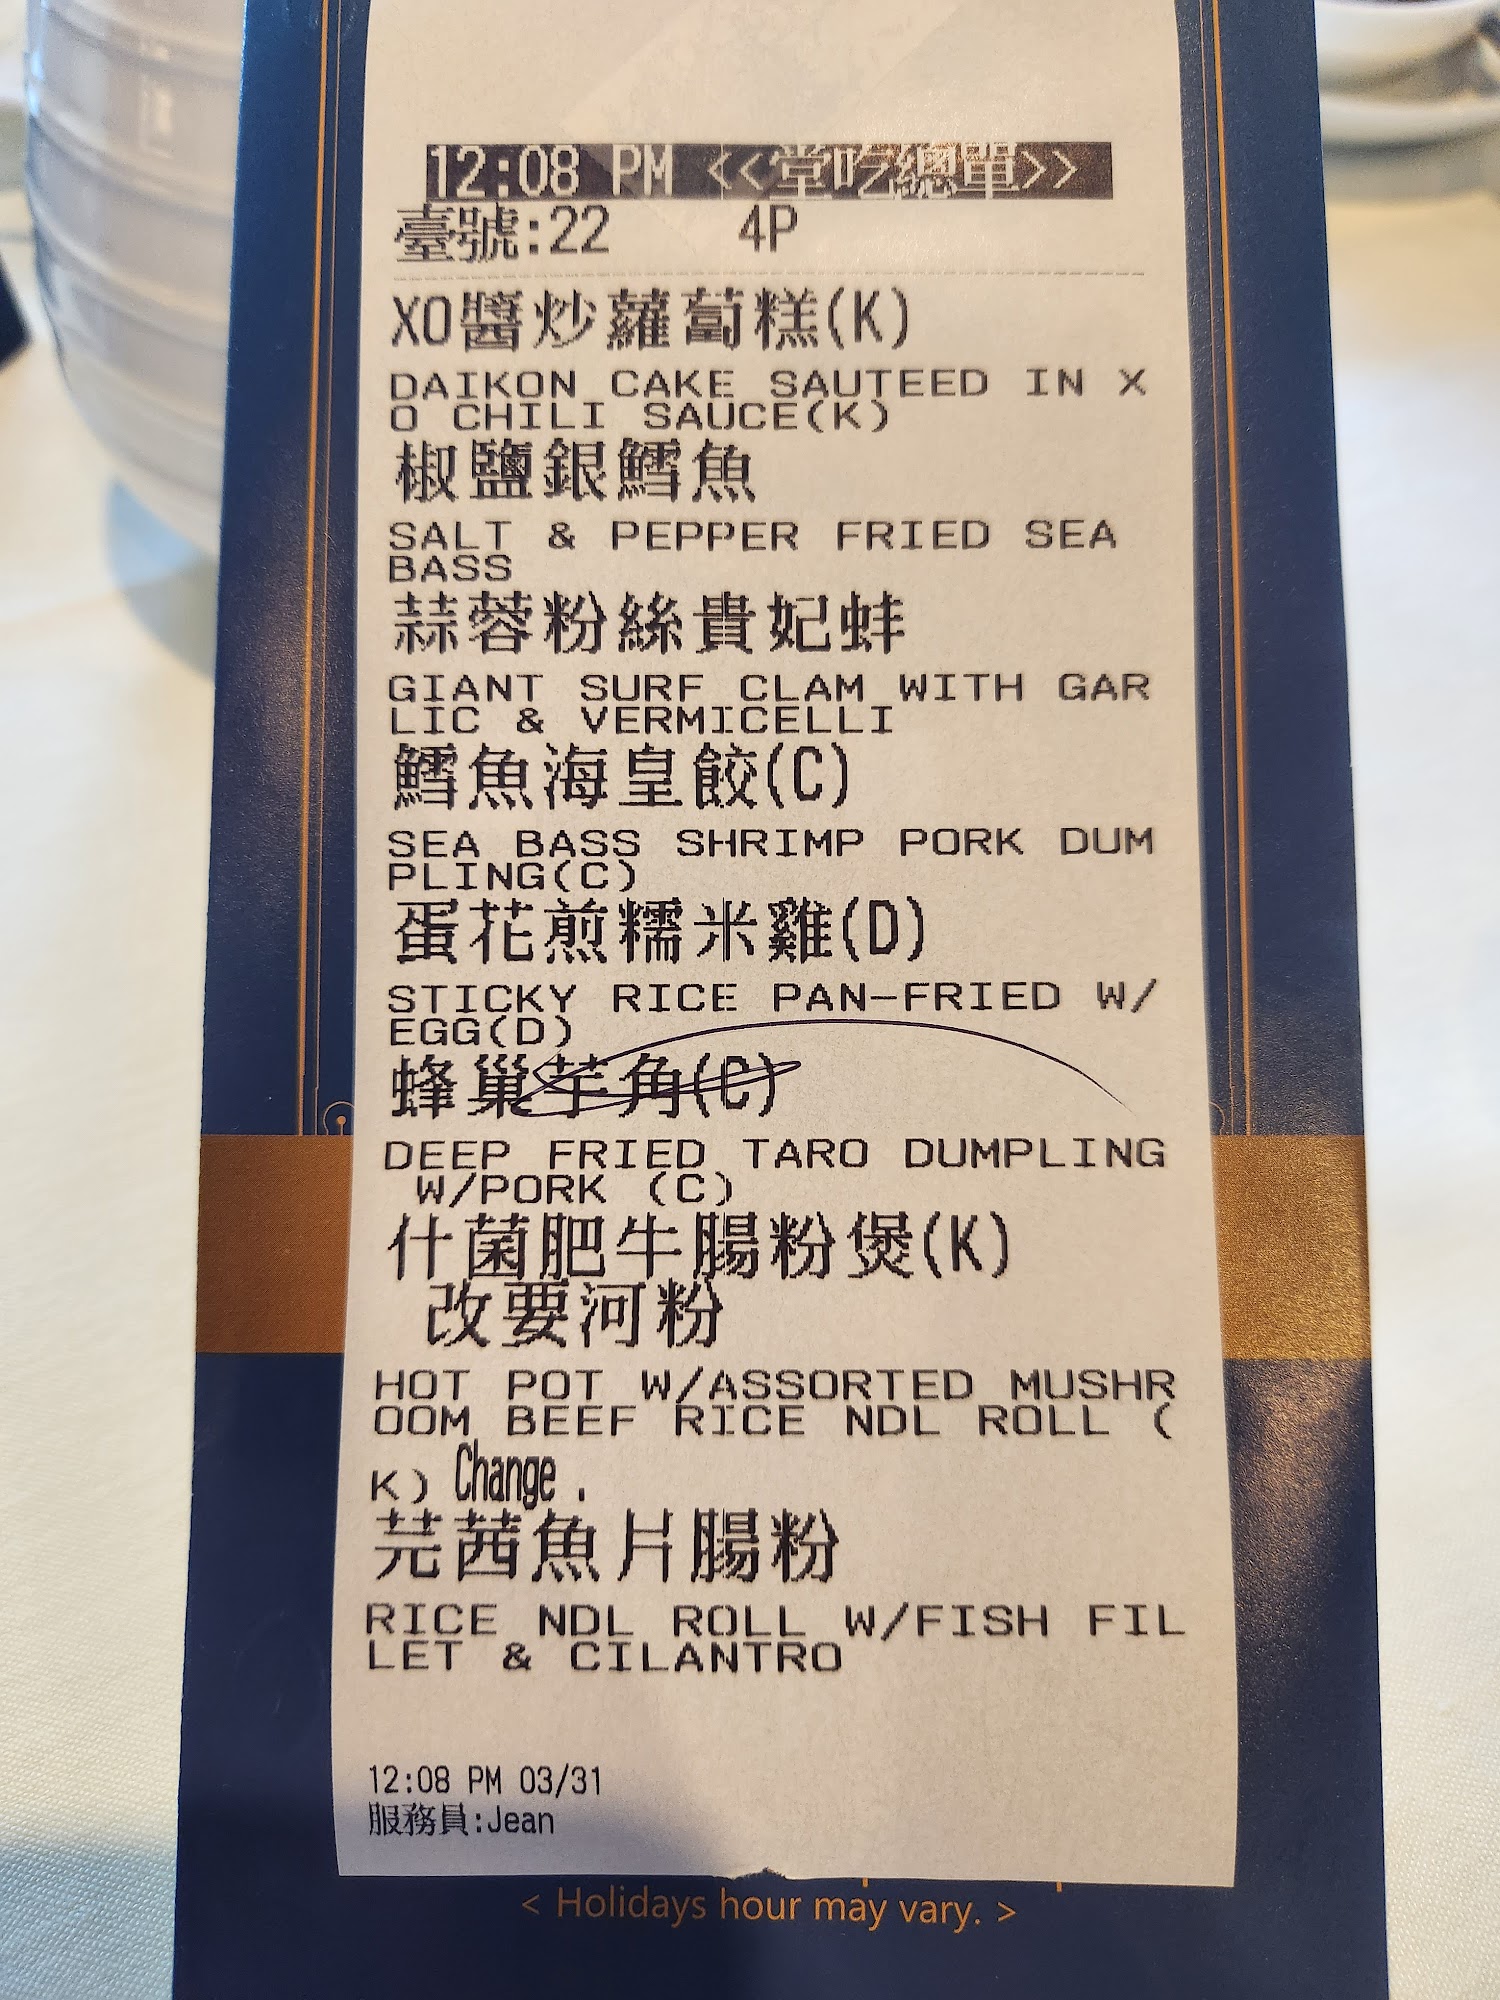 12:08 PM <<堂吃總單>>
臺號:22 4P
XO醬炒蘿蔔糕(K)
DAIKON CAKE SAUTEED IN X
O CHILI SAUCE(K)
椒鹽銀鱈魚
SALT & PEPPER FRIED SEA
BASS
蒜蓉粉絲貴妃蚌
GIANT SURF CLAM WITH GAR
LIC & VERMICELLI
鱈魚海皇餃(C)
SEA BASS SHRIMP PORK DUM
PLING(C)
蛋花煎糯米雞(D)
STICKY RICE PAN-FRIED W/
EGG(D)
蜂巢芋角(C)
DEEP FRIED TARO DUMPLING
W/PORK (C)
什菌肥牛腸粉煲(K)
改要河粉
HOT POT W/ASSORTED MUSHR
OOM BEEF RICE NDL ROLL (
K) Change .
芫茜魚片腸粉
RICE NDL ROLL W/FISH FIL
LET & CILANTRO
12:08 PM 03/31
服務員:Jean
< Holidays hour may vary. >